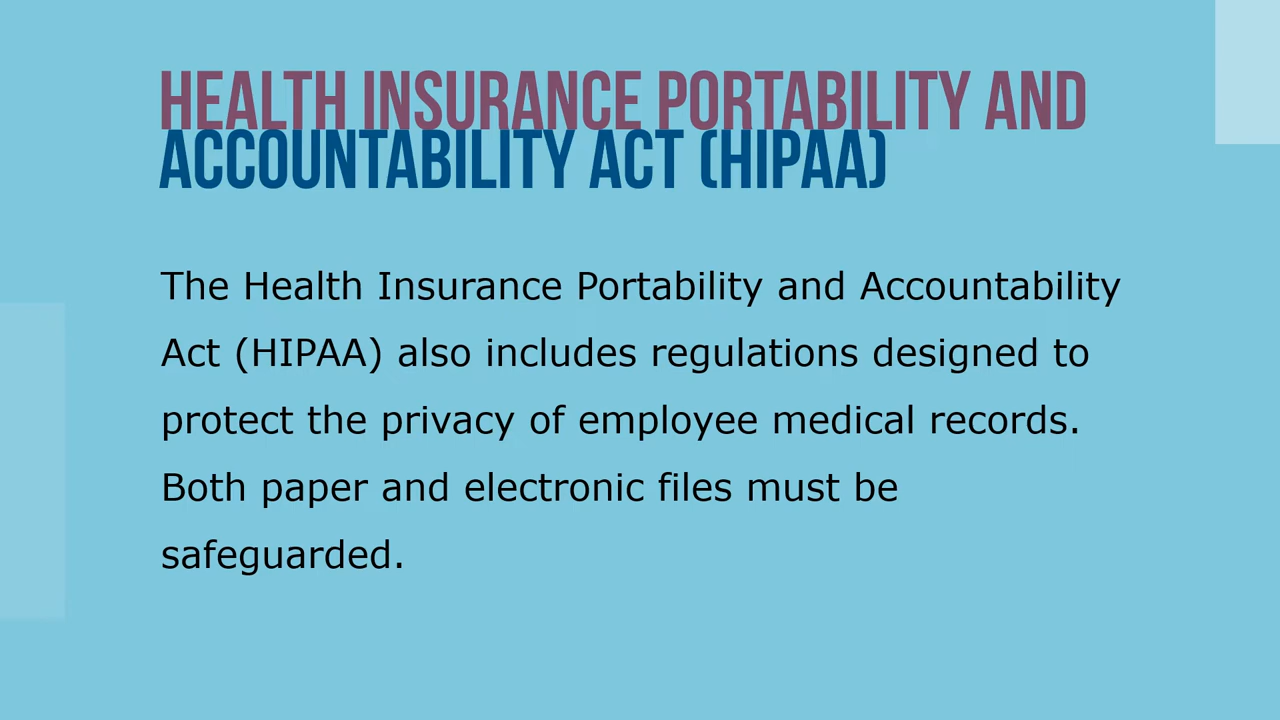 HEALTH INSURANCE PORTABILITY AND
ACCOUNTABILITY ACT (HIPAA)
The Health Insurance Portability and Accountability
Act (HIPAA) also includes regulations designed to
protect the privacy of employee medical records.
Both paper and electronic files must be
safeguarded.